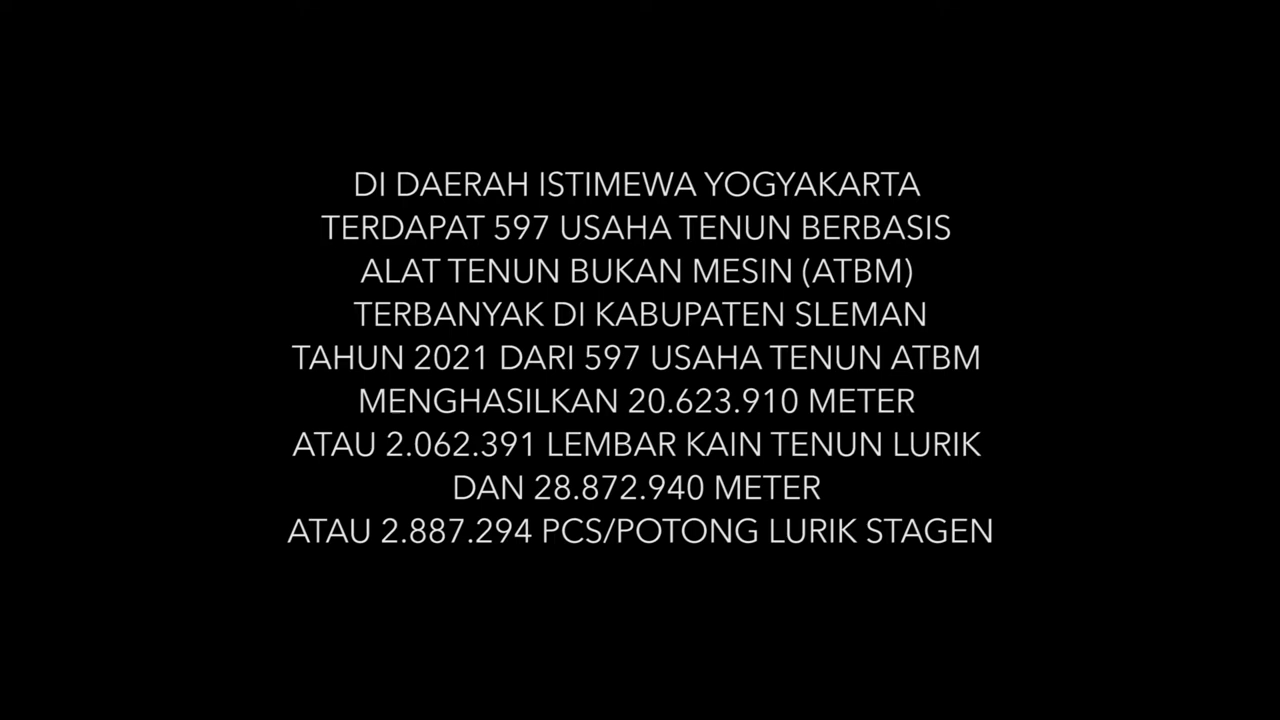 DI DAERAH ISTIMEWA YOGYAKARTA
TERDAPAT 597 USAHA TENUN BERBASIS
ALAT TENUN BUKAN MESIN (ATBM)
TERBANYAK DI KABUPATEN SLEMAN
TAHUN 2021 DARI 597 USAHA TENUN ATBM
MENGHASILKAN 20.623.910 METER
ATAU 2.062.391 LEMBAR KAIN TENUN LURIK
DAN 28.872.940 METER
ATAU 2.887.294 PCS/POTONG LURIK STAGEN